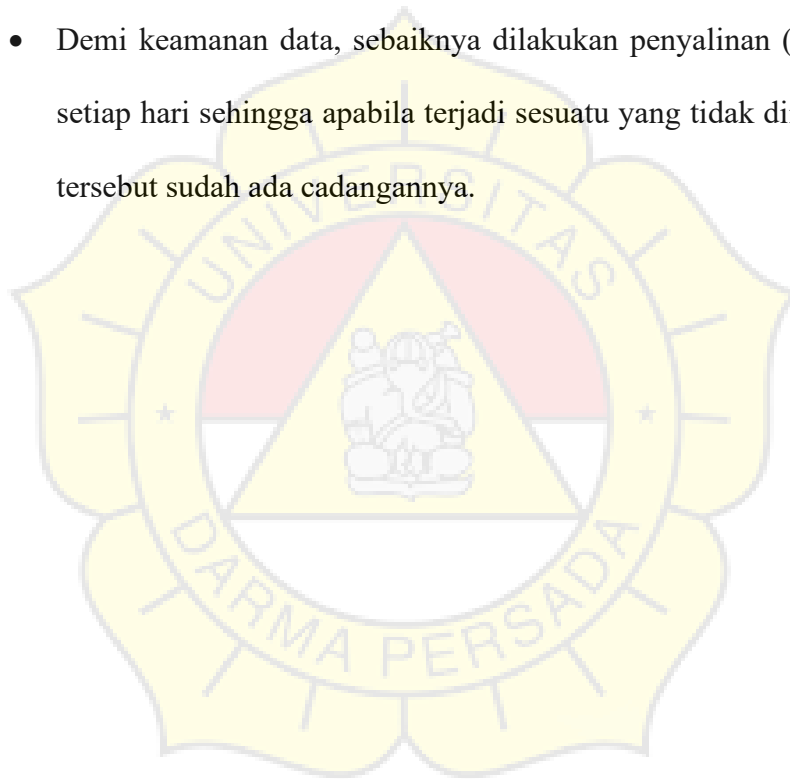 • Demi keamanan data, sebaiknya dilakukan penyalinan (
setiap hari sehingga apabila terjadi sesuatu yang tidak
tersebut sudah ada cadangannya.
UNIVERSITAS
DARMA PERSADA